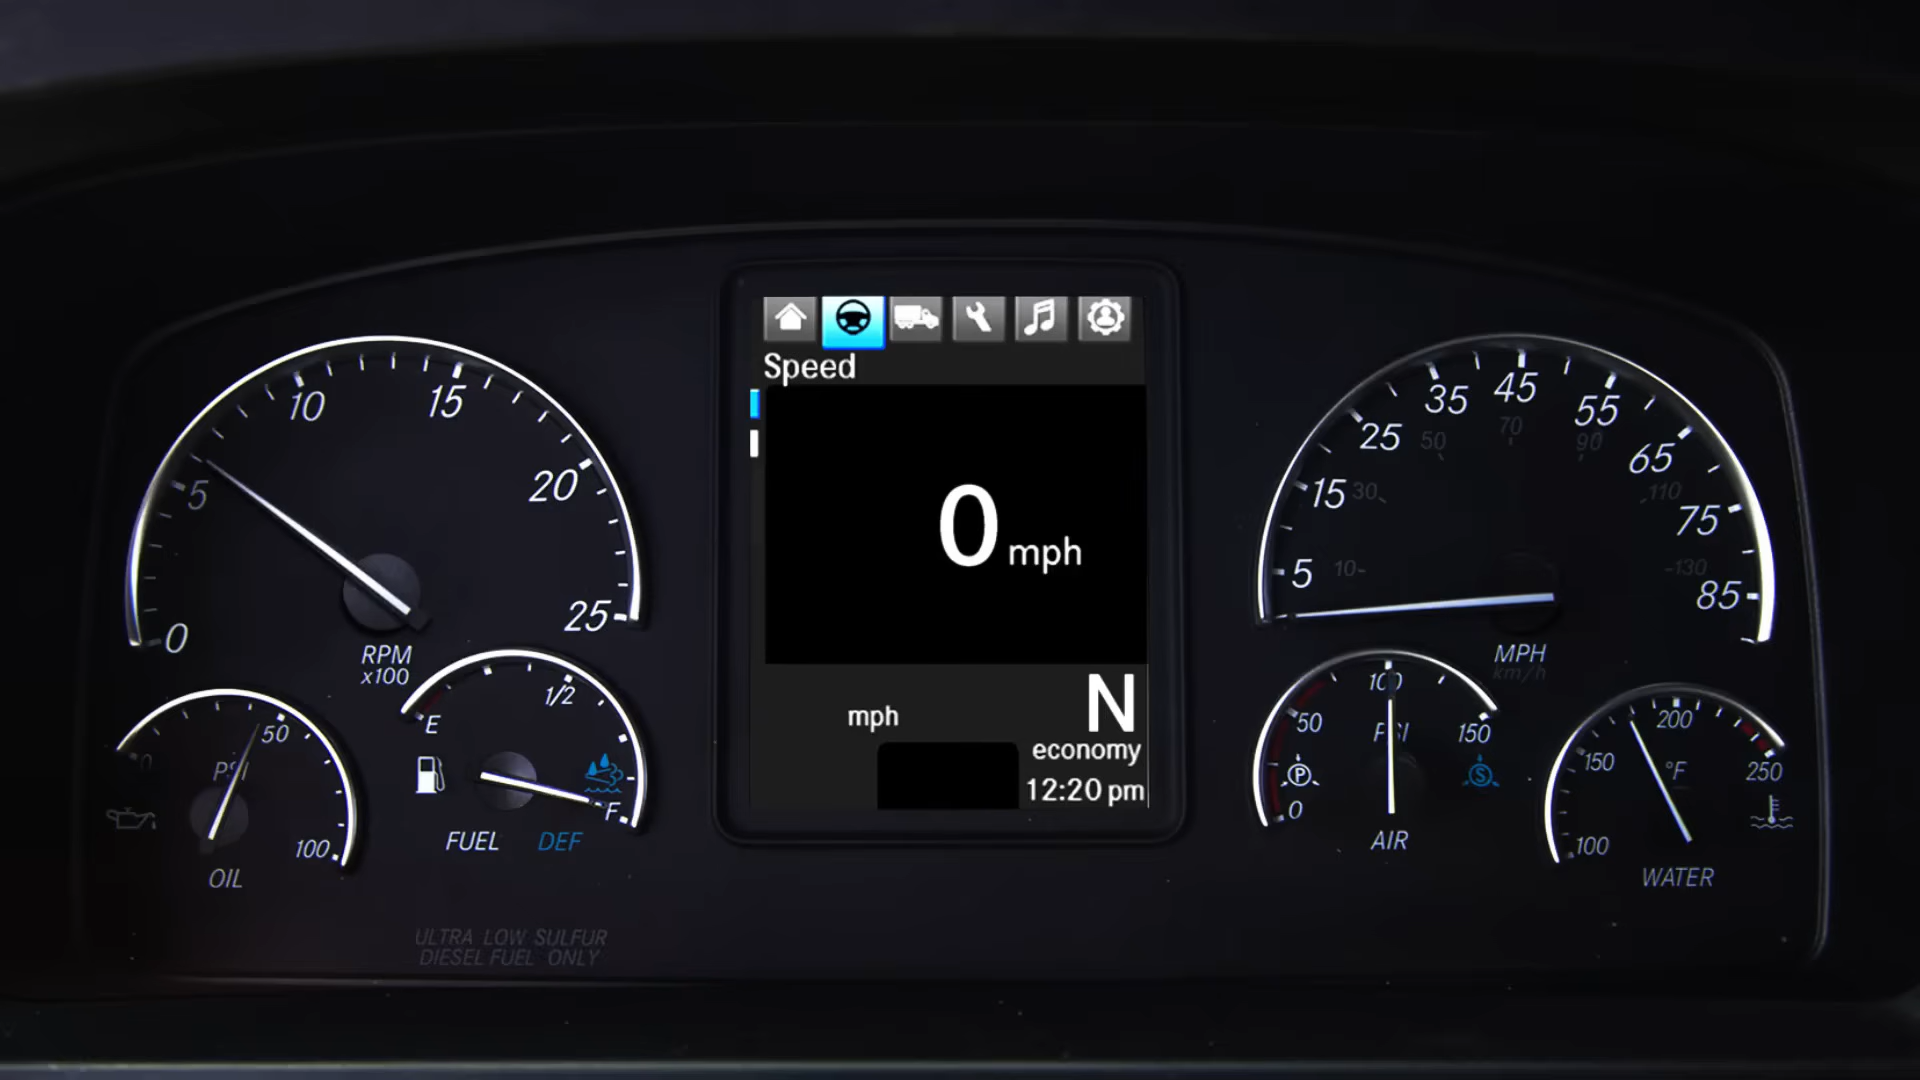 5
10
15
20
25
0
RPM
x100
0
50
100
PSI
OIL
E
1/2
F
FUEL
DEF
ULTRA LOW SULFUR
DIESEL FUEL ONLY
Speed
0 mph
mph
N
economy
12:20 pm
5
15
25
35
45
55
65
75
85
10
30
50
70
90
110
130
MPH
km/h
0
50
100
150
PSI
P
S
AIR
100
150
200
250
°F
WATER